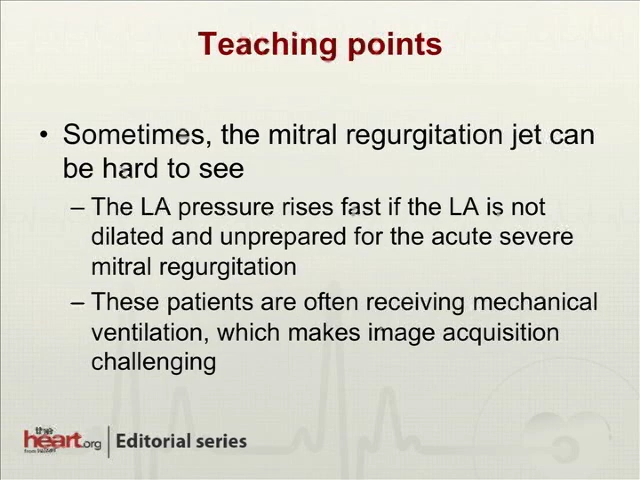 Teaching points
• Sometimes, the mitral regurgitation jet can
be hard to see
– The LA pressure rises fast if the LA is not
dilated and unprepared for the acute severe
mitral regurgitation
– These patients are often receiving mechanical
ventilation, which makes image acquisition
challenging
the
heart.org | Editorial series